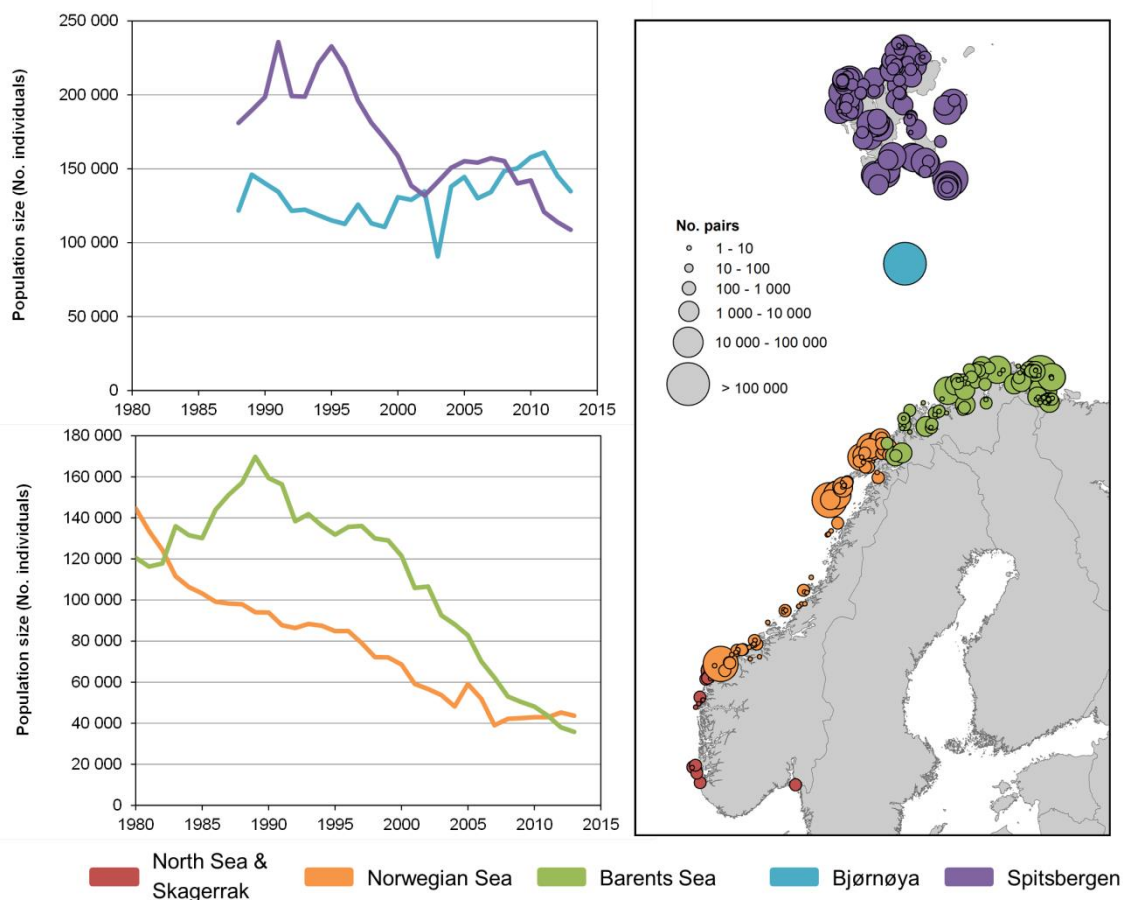 Population size (No. individuals)
250 000
200 000
150 000
100 000
50 000
0
1980 1985 1990 1995 2000 2005 2010 2015
Population size (No. individuals)
180 000
160 000
140 000
120 000
100 000
80 000
60 000
40 000
20 000
0
1980 1985 1990 1995 2000 2005 2010 2015
No. pairs
1 - 10
10 - 100
100 - 1 000
1 000 - 10 000
10 000 - 100 000
> 100 000
North Sea &
Skagerrak
Norwegian Sea
Barents Sea
Bjørnøya
Spitsbergen